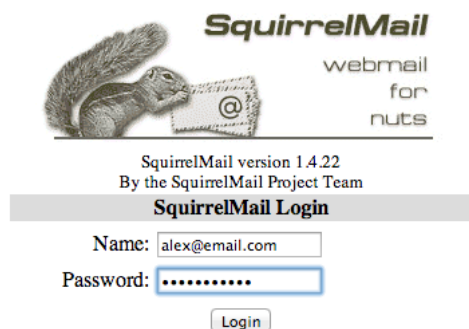 SquirrelMail
webmail
for
nuts
@
SquirrelMail version 1.4.22
By the SquirrelMail Project Team
SquirrelMail Login
Name: alex@email.com
Password: •••••••••••
Login